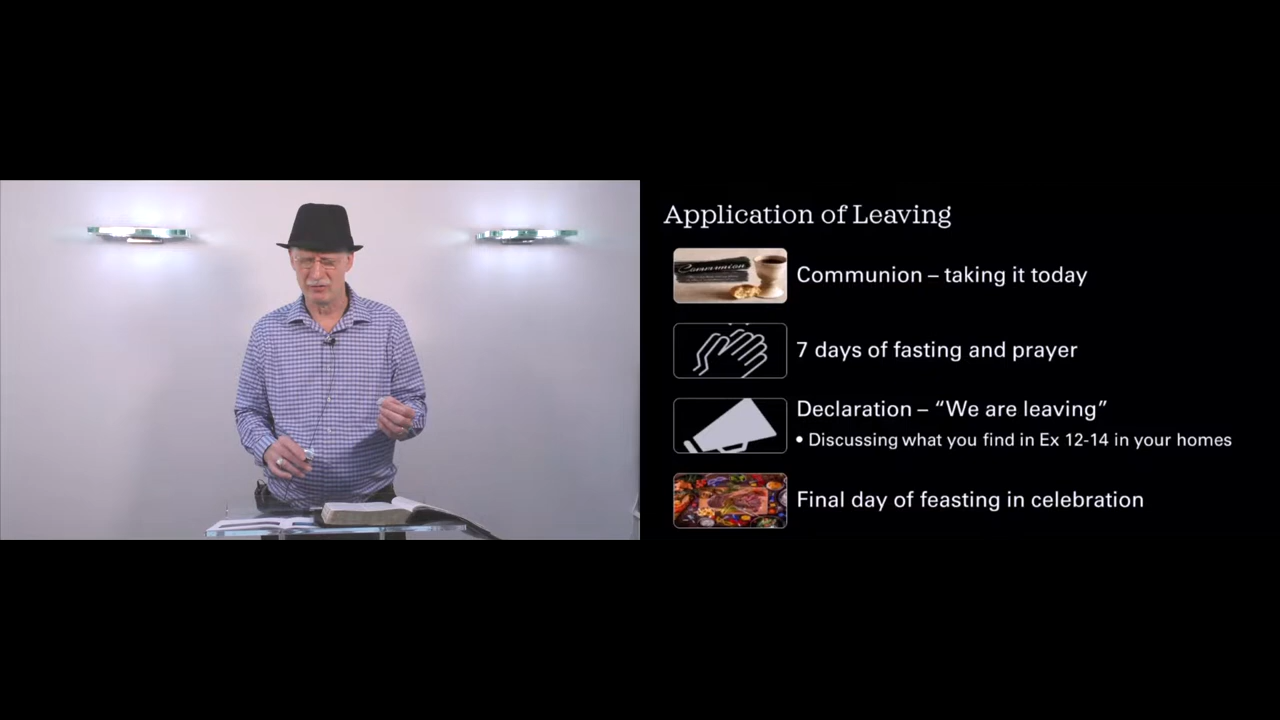 Application of Leaving
Communion
Communion – taking it today
7 days of fasting and prayer
Declaration – “We are leaving”
• Discussing what you find in Ex 12-14 in your homes
Final day of feasting in celebration